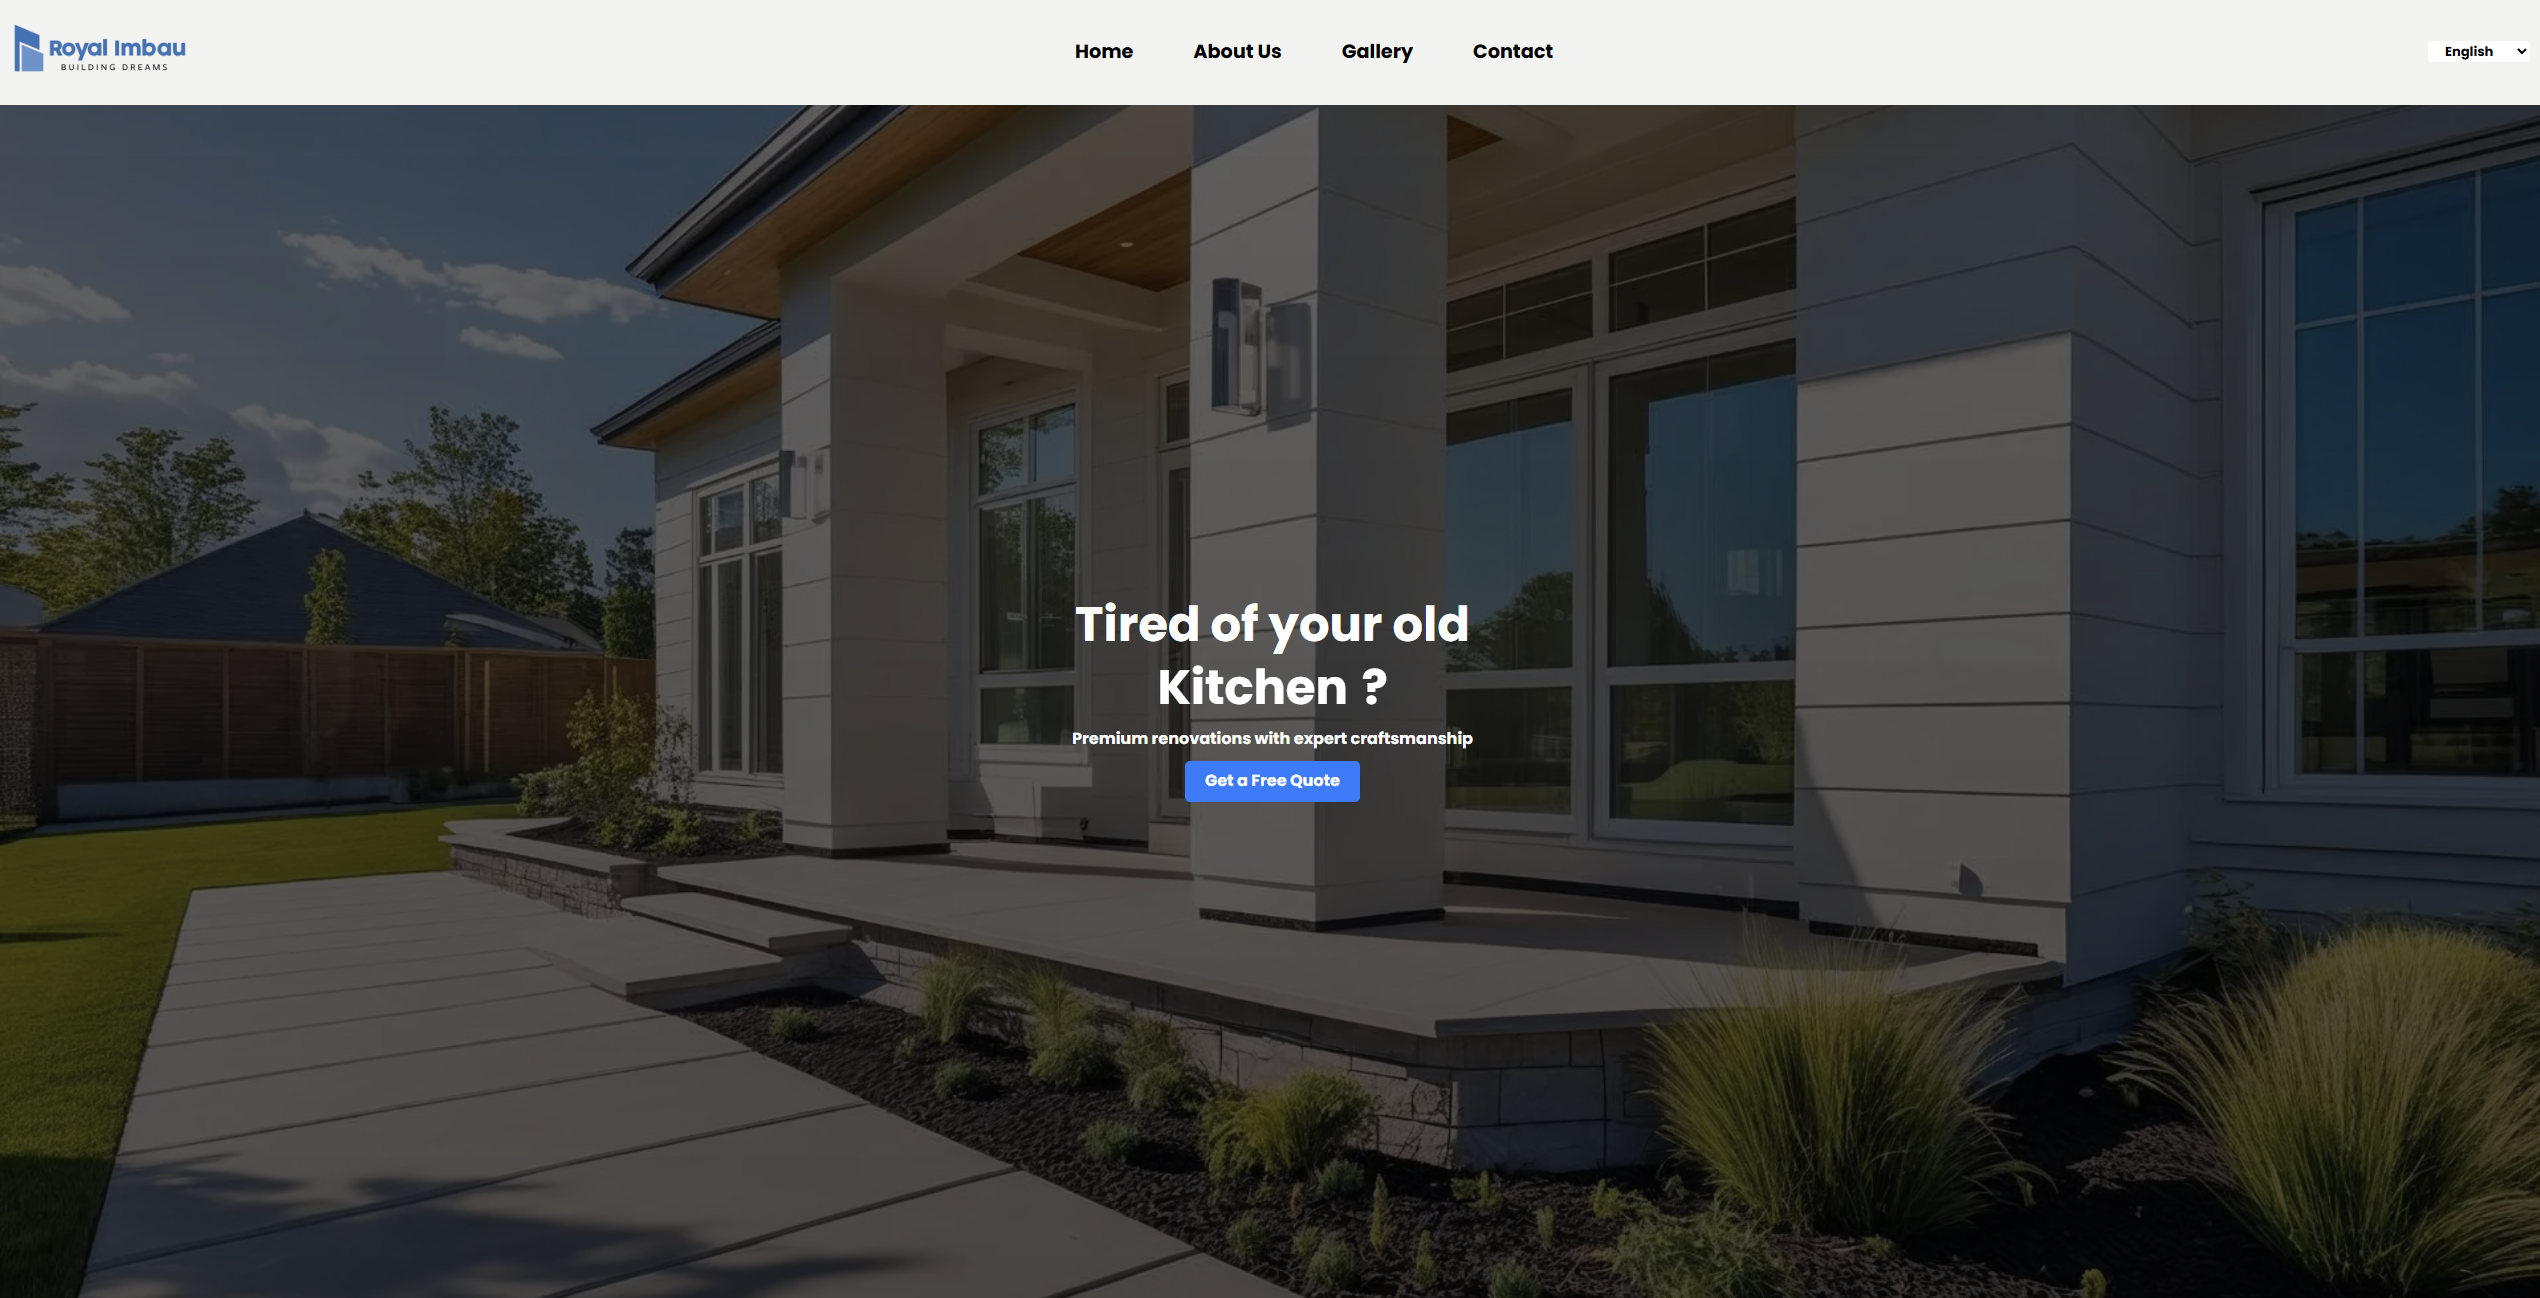 Royal Imbau
BUILDING DREAMS
Home
About Us
Gallery
Contact
English
Tired of your old
Kitchen ?
Premium renovations with expert craftsmanship
Get a Free Quote